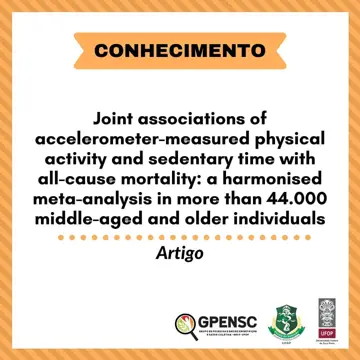 CONHECIMENTO
Joint associations of
accelerometer-measured physical
activity and sedentary time with
all-cause mortality: a harmonised
meta-analysis in more than 44.000
middle-aged and older individuals
Artigo
GPENSC
UFOP